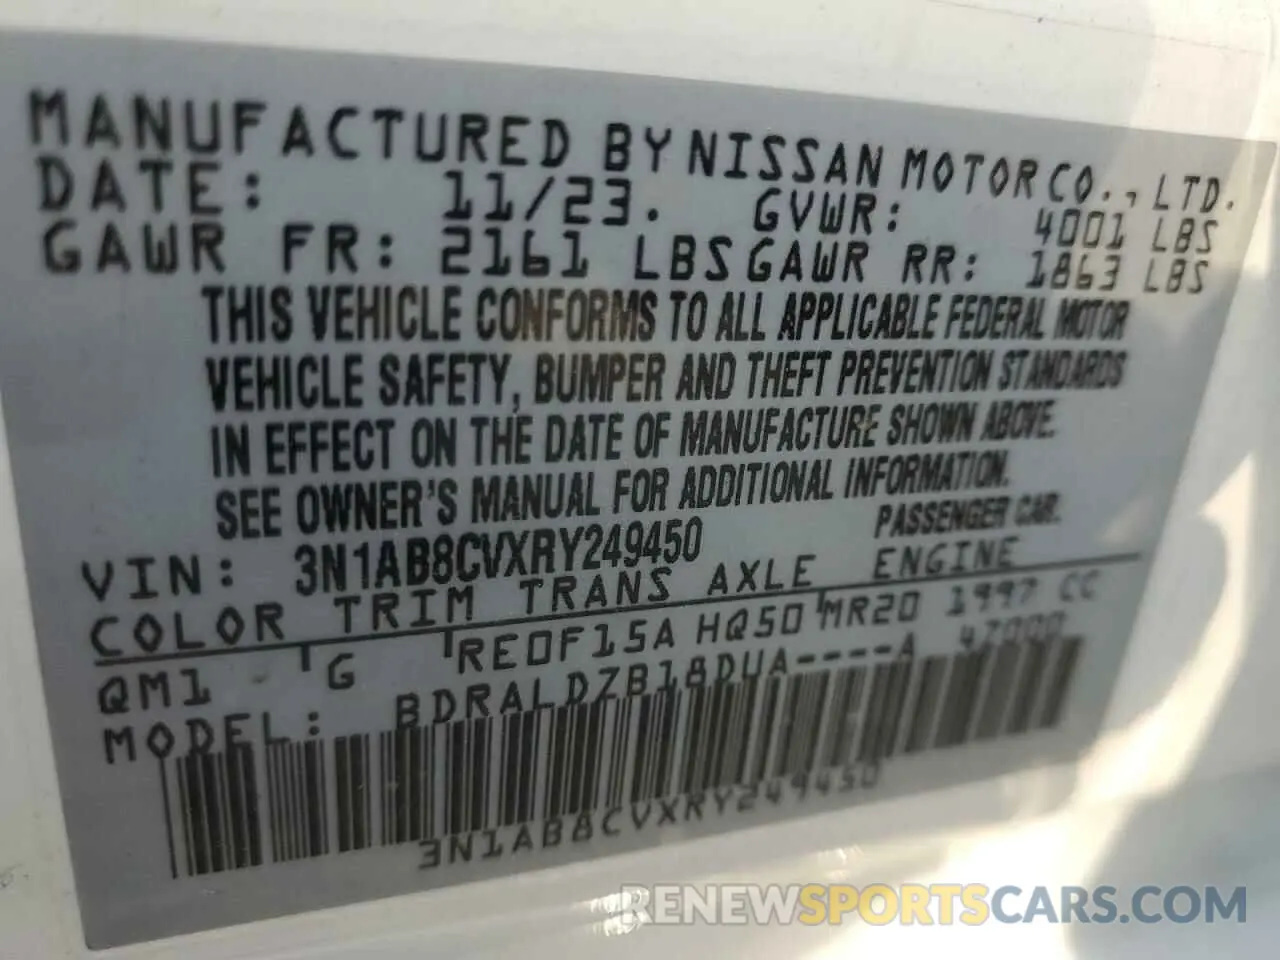 MANUFACTURED BY NISSAN MOTOR CO., LTD.
DATE: 11/23. GVWR: 4001 LBS
GAWR FR: 2161 LBS GAWR RR: 1863 LBS
THIS VEHICLE CONFORMS TO ALL APPLICABLE FEDERAL MOTOR
VEHICLE SAFETY, BUMPER AND THEFT PREVENTION STANDARDS
IN EFFECT ON THE DATE OF MANUFACTURE SHOWN ABOVE.
SEE OWNER'S MANUAL FOR ADDITIONAL INFORMATION.
VIN: 3N1AB8CVXRY249450 PASSENGER CAR.
COLOR TRIM TRANS AXLE ENGINE
QM1 G RE0F15A HQ50 MR20 1997 CC
MODEL: BDRALDZB18DUA----A 47000
3N1AB8CVXRY249450
RENEWSPORTSCARS.COM